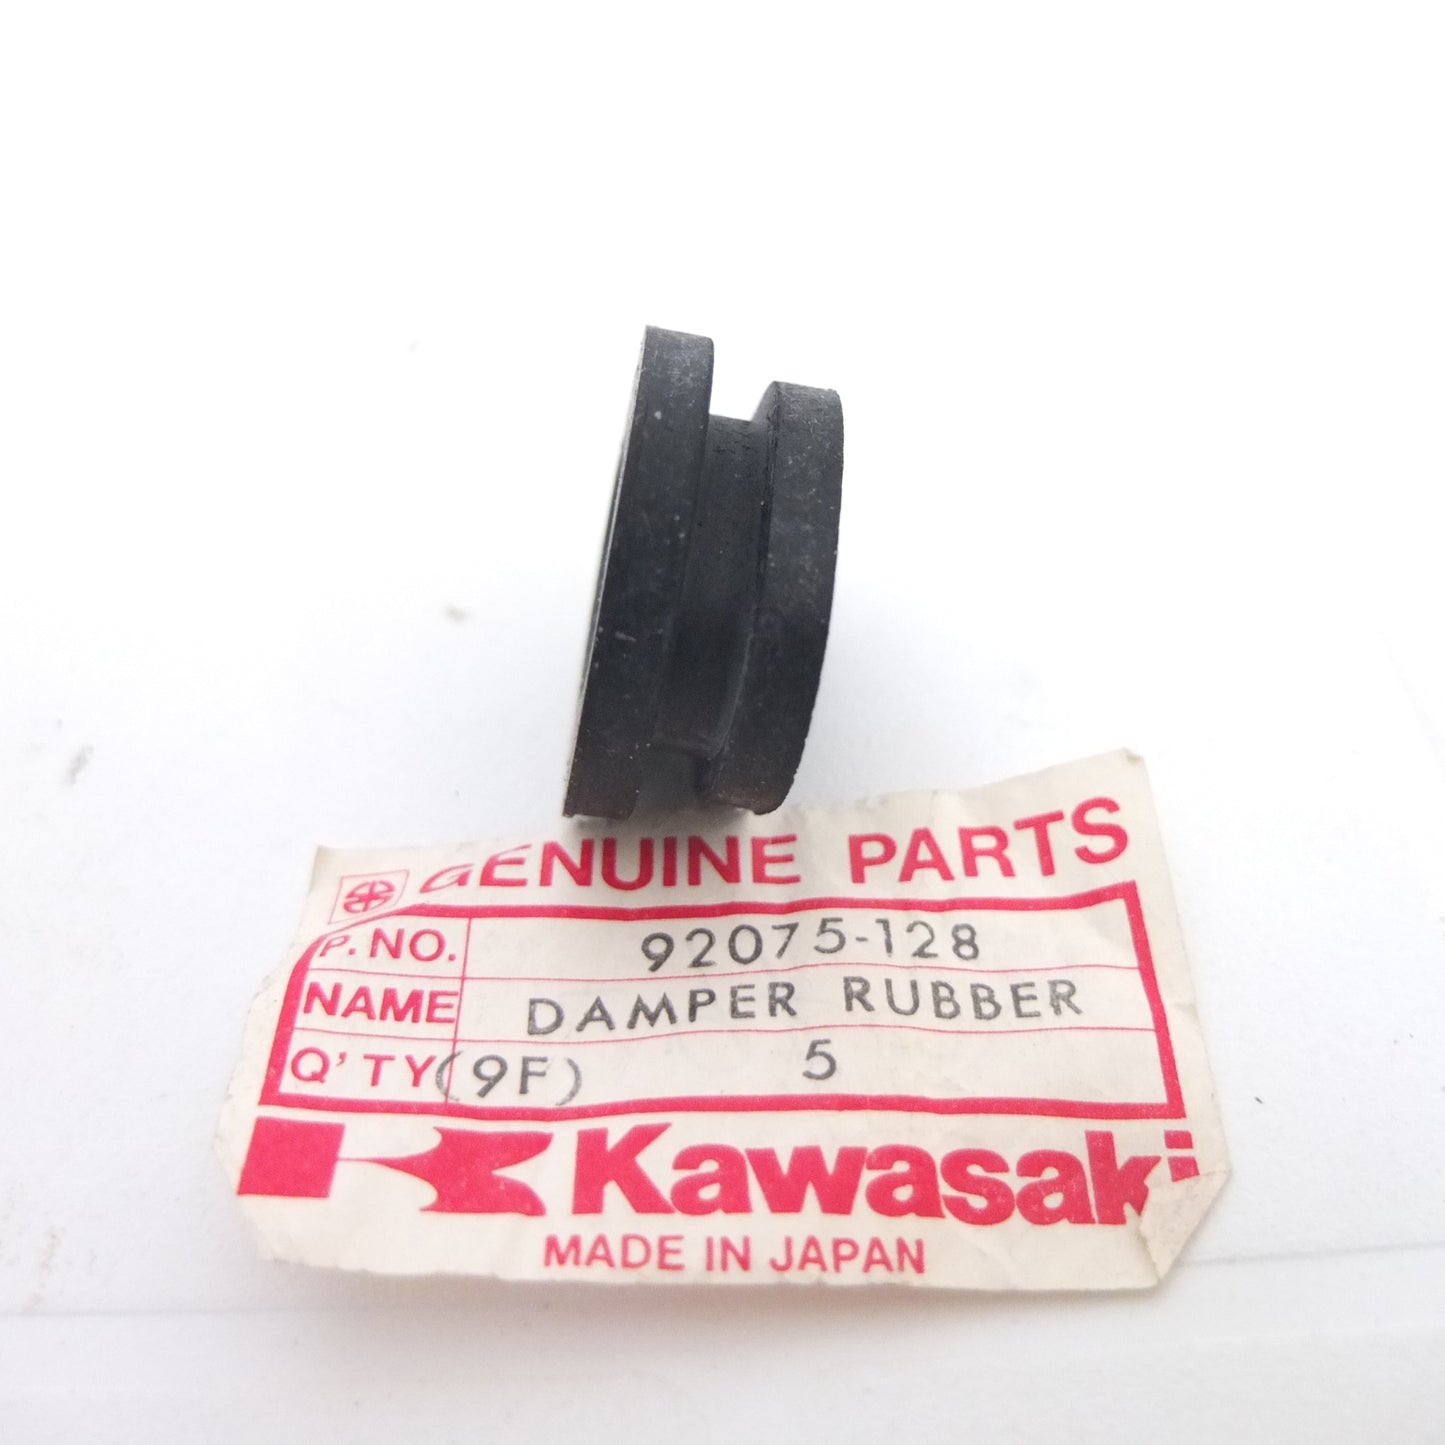 GENUINE PARTS
P. NO. 92075-128
NAME DAMPER RUBBER
Q'TY (9F) 5
Kawasaki
MADE IN JAPAN